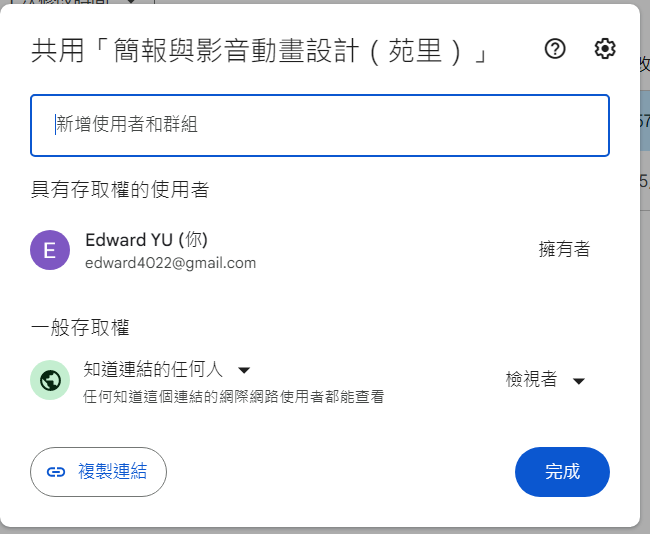 共用「簡報與影音動畫設計（苑里）」
新增使用者和群組
具有存取權的使用者
E
Edward YU (你)
edward4022@gmail.com
擁有者
一般存取權
知道連結的任何人
任何知道這個連結的網際網路使用者都能查看
檢視者
複製連結
完成